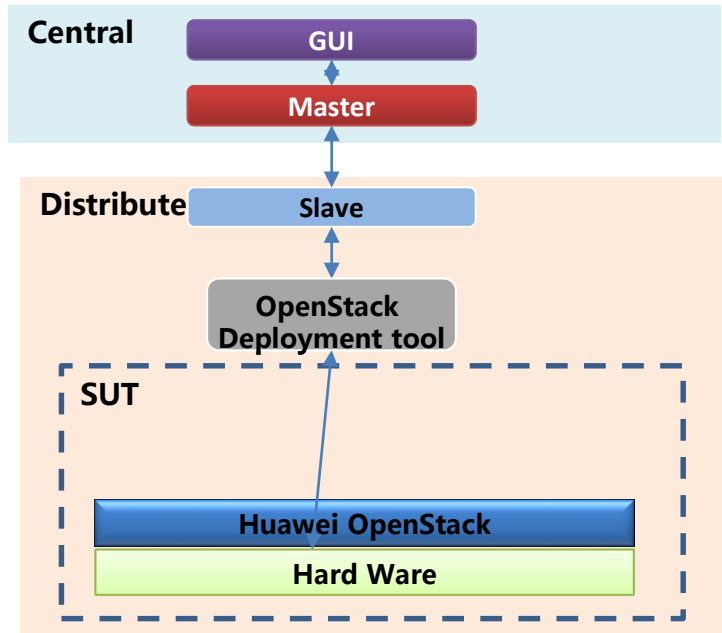 Central
GUI
Master
Distribute
Slave
OpenStack
Deployment tool
SUT
Huawei OpenStack
Hard Ware